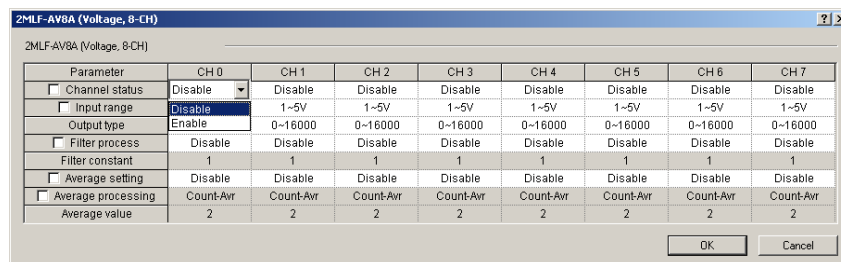 2MLF-AV8A (Voltage, 8-CH)
2MLF-AV8A (Voltage, 8-CH)
Parameter CH 0 CH 1 CH 2 CH 3 CH 4 CH 5 CH 6 CH 7
Channel status Disable Disable Disable Disable Disable Disable Disable Disable
Input range Disable 1~5V 1~5V 1~5V 1~5V 1~5V 1~5V 1~5V
Output type Enable 0~16000 0~16000 0~16000 0~16000 0~16000 0~16000 0~16000
Filter process Disable Disable Disable Disable Disable Disable Disable Disable
Filter constant 1 1 1 1 1 1 1 1
Average setting Disable Disable Disable Disable Disable Disable Disable Disable
Average processing Count-Avr Count-Avr Count-Avr Count-Avr Count-Avr Count-Avr Count-Avr Count-Avr
Average value 2 2 2 2 2 2 2 2
OK Cancel